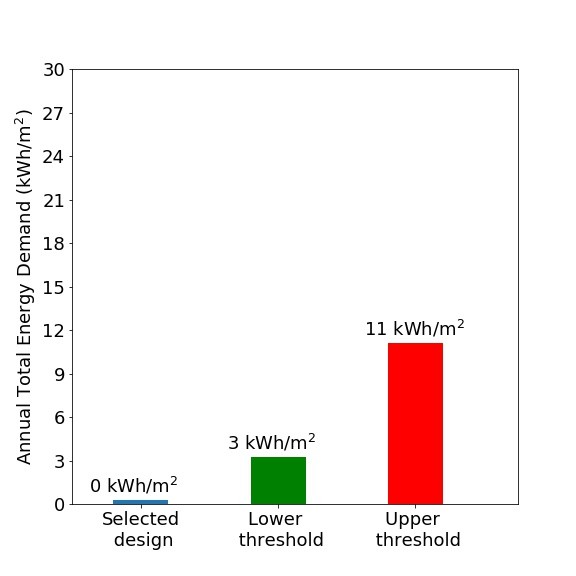 Annual Total Energy Demand (kWh/m²)
30
27
24
21
18
15
12
9
6
3
0
0 kWh/m²
3 kWh/m²
11 kWh/m²
Selected
design
Lower
threshold
Upper
threshold